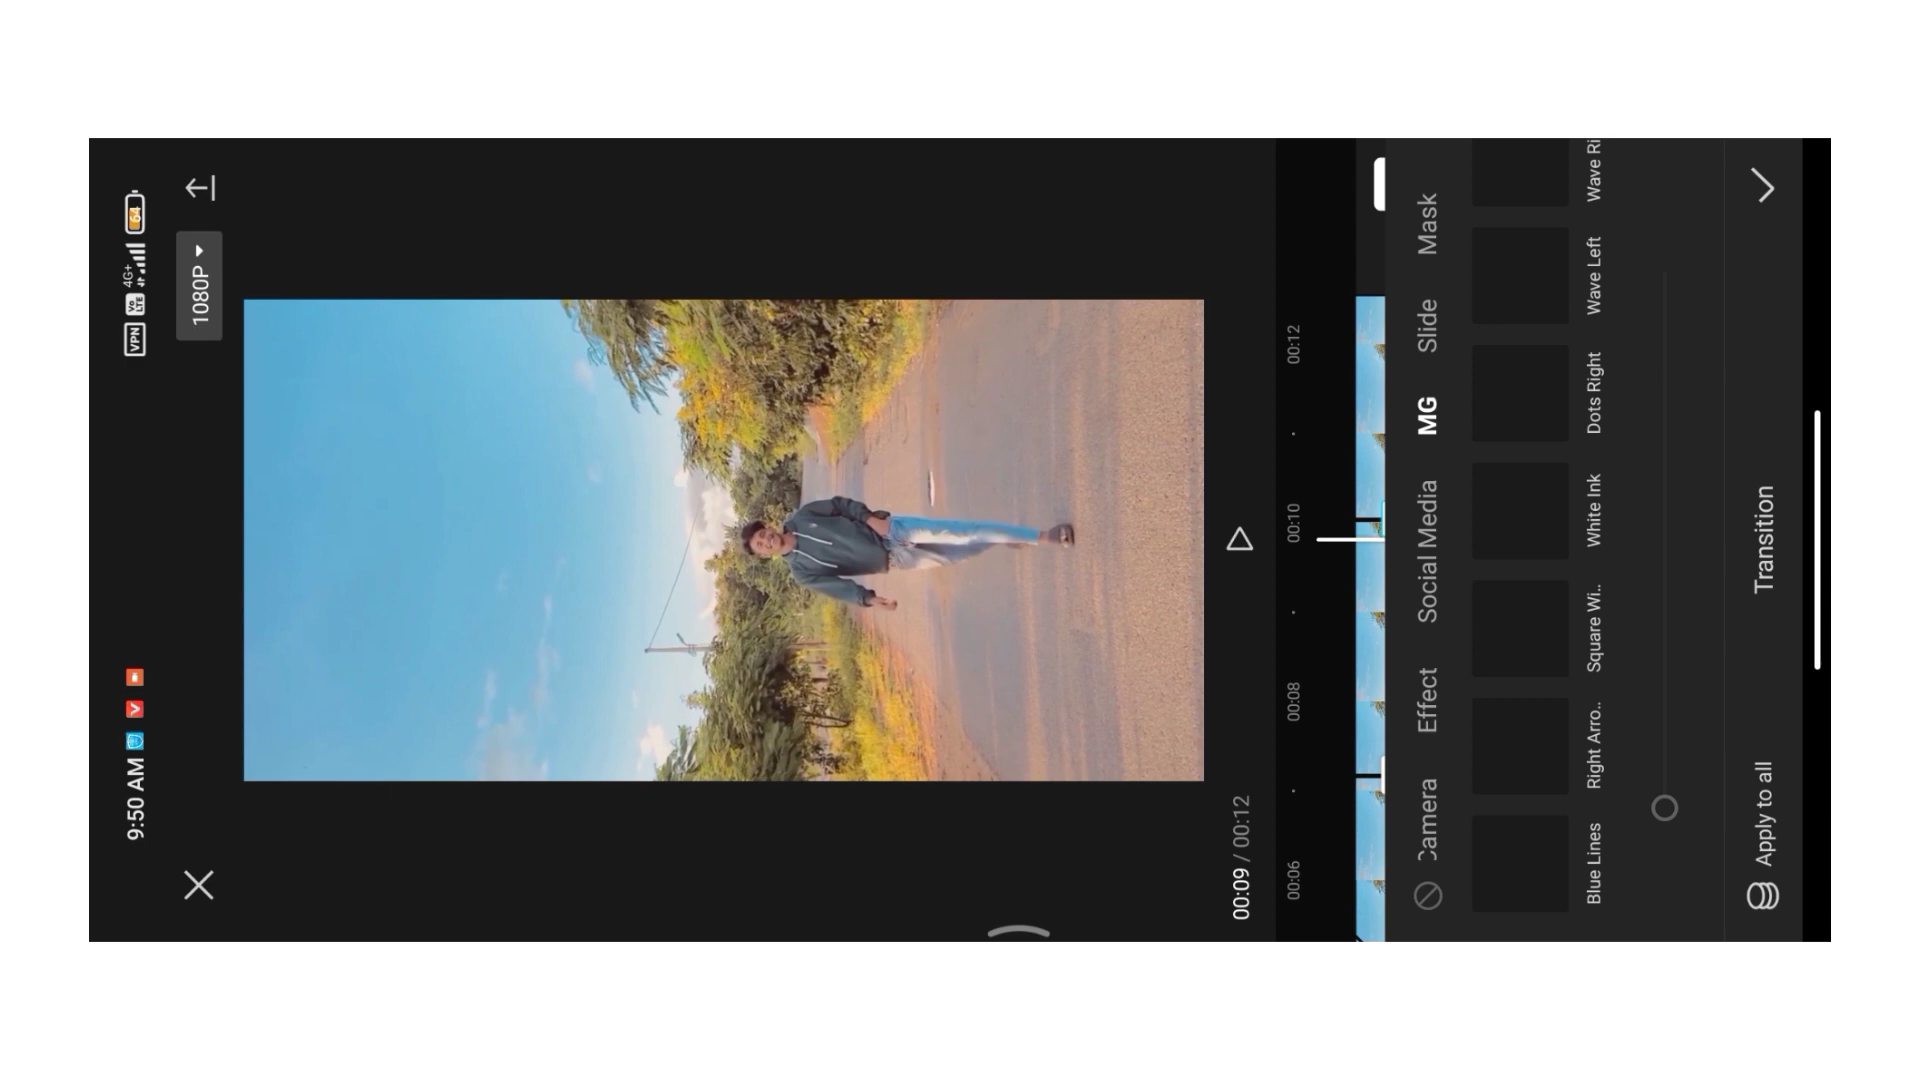 9:50 AM
VPN
Vo LTE
4G+
64
1080P
00:09 / 00:12
00:06
00:08
00:10
00:12
Camera Effect Social Media MG Slide Mask
Blue Lines
Right Arro..
Square Wi..
White Ink
Dots Right
Wave Left
Wave Ri
Apply to all
Transition